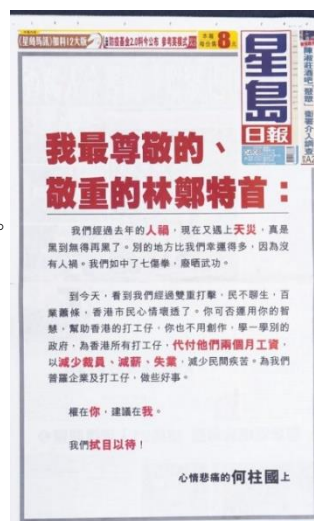 本報
每份售8元
星島
日報
我最尊敬的、
敬重的林鄭特首：
我們經過去年的人禍，現在又遇上天災，真是
黑到無得再黑了。別的地方比我們幸運得多，因為沒
有人禍。我們如中了七傷拳，廢晒武功。
到今天，看到我們經過雙重打擊，民不聊生，百
業蕭條，香港市民心情壞透了。你可否運用你的智
慧，幫助香港的打工仔，你也不用創作，學一學別的
政府，為香港所有打工仔，代付他們兩個月工資，
以減少裁員、減薪、失業，減少民間疾苦。為我們
普羅企業及打工仔，做些好事。
權在你，建議在我。
我們拭目以待！
心情悲痛的何柱國上